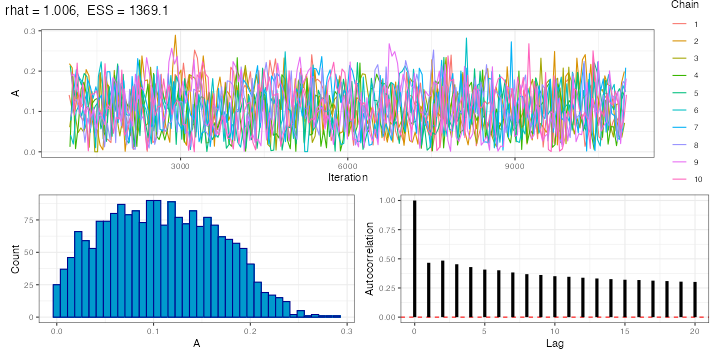 rhat = 1.006,  ESS = 1369.1
Chain
1
2
3
4
5
6
7
8
9
10
A
0.3
0.2
0.1
0.0
3000 6000 9000
Iteration
Count
75
50
25
0
0.0 0.1 0.2 0.3
A
Autocorrelation
1.00
0.75
0.50
0.25
0.00
0 5 10 15 20
Lag